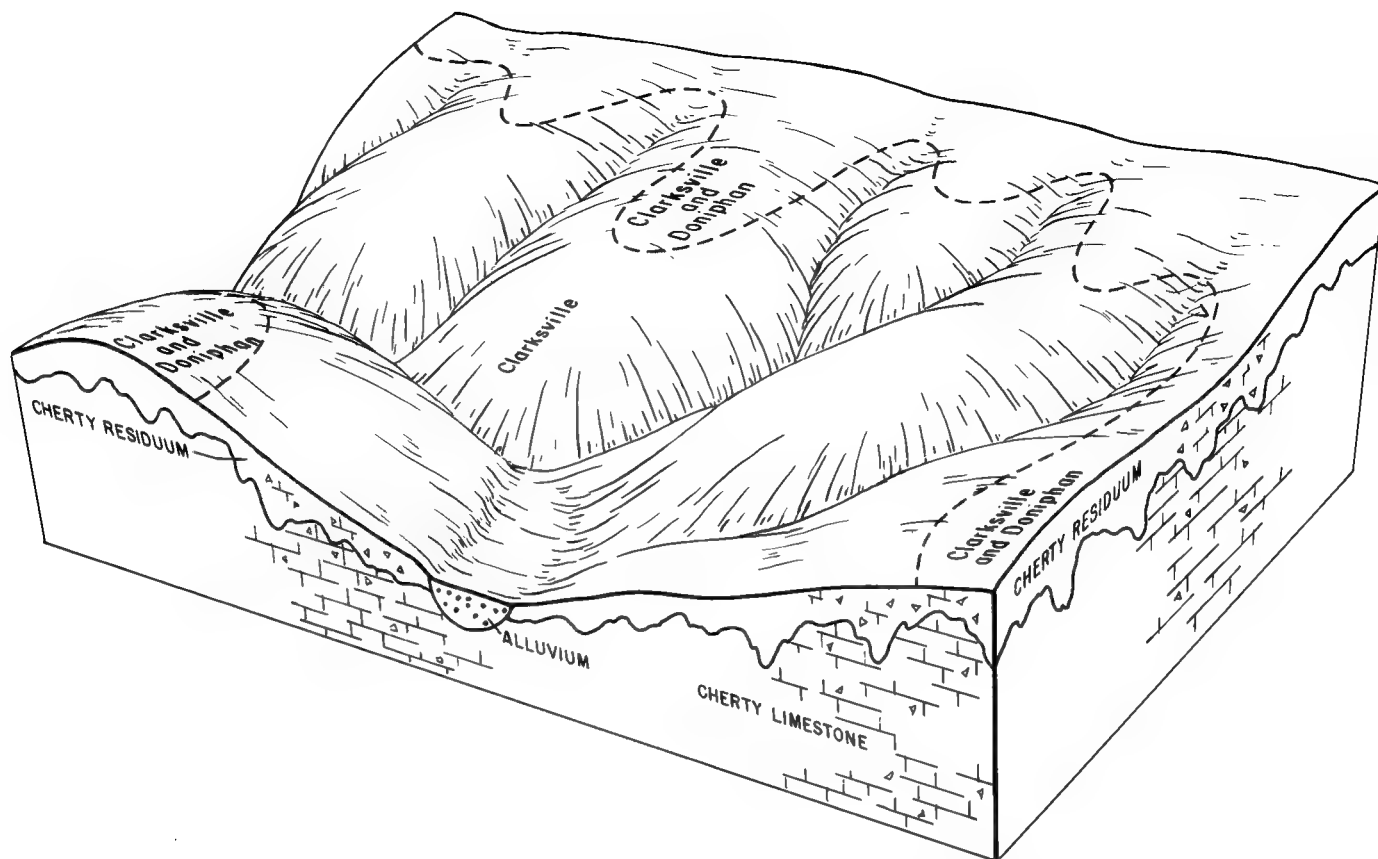 Clarksville
and
Doniphan
Clarksville
Clarksville
and
Doniphan
CHERTY RESIDUUM
ALLUVIUM
CHERTY LIMESTONE
Clarksville
and Doniphan
CHERTY RESIDUUM